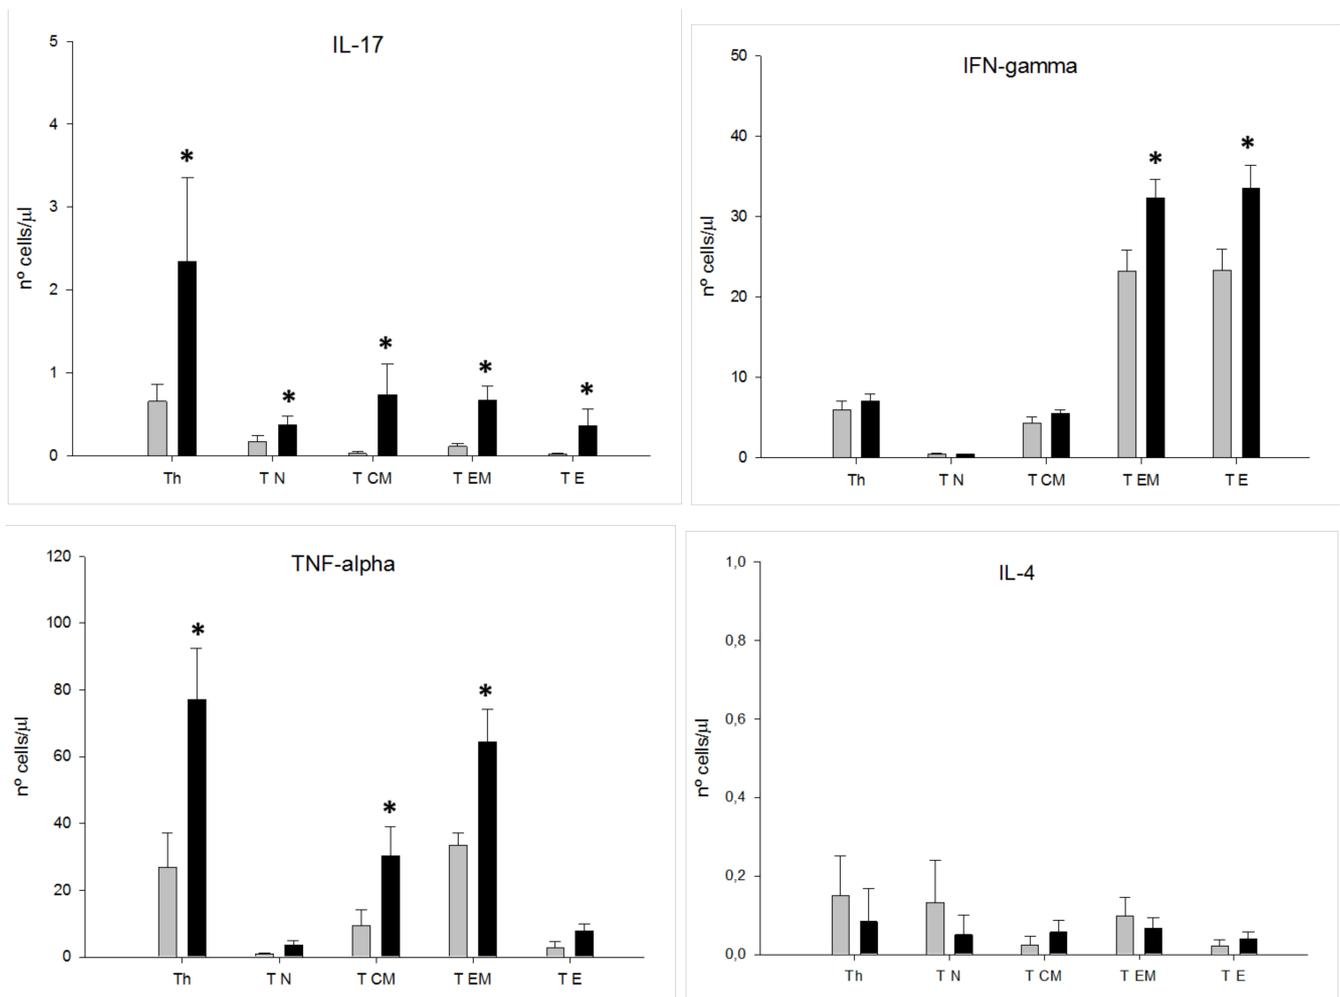 IL-17
5
4
3
2
1
0
nº cells/µl
*
*
*
*
*
Th T N T CM T EM T E
IFN-gamma
50
40
30
20
10
0
nº cells/µl
*
*
Th T N T CM T EM T E
TNF-alpha
120
100
80
60
40
20
0
nº cells/µl
*
*
*
Th T N T CM T EM T E
IL-4
1,0
0,8
0,6
0,4
0,2
0,0
nº cells/µl
Th T N T CM T EM T E